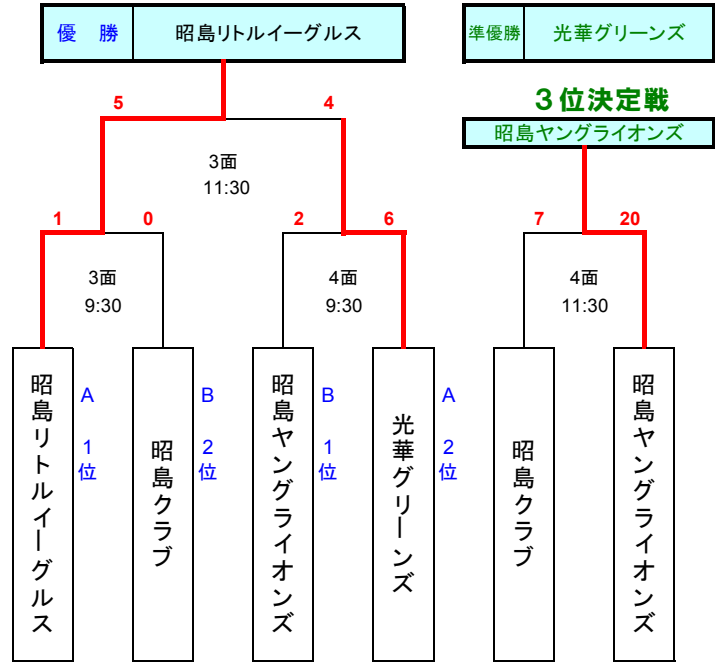 優 勝 昭島リトルイーグルス
準優勝 光華グリーンズ
5 4
3面
11:30
1 0
3面
9:30
2 6
4面
9:30
昭島リトルイーグルス
A 1位
昭島クラブ
B 2位
昭島ヤングライオンズ
B 1位
光華グリーンズ
A 2位
3位決定戦
昭島ヤングライオンズ
7 20
4面
11:30
昭島クラブ
昭島ヤングライオンズ